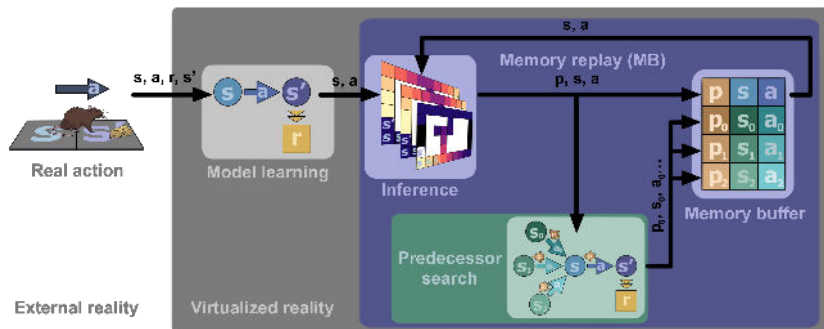 s, a
Memory replay (MB)
s, a, r, s'
s, a
p, s, a
a
s a s'
r
s s'
p s a
p₀ s₀ a₀
p₁ s₁ a₁
p₂ s₂ a₂
Real action
Model learning
Inference
Memory buffer
p₀, s₀, a₀...
Predecessor
search
s₀
s₁ s a s'
r
External reality
Virtualized reality